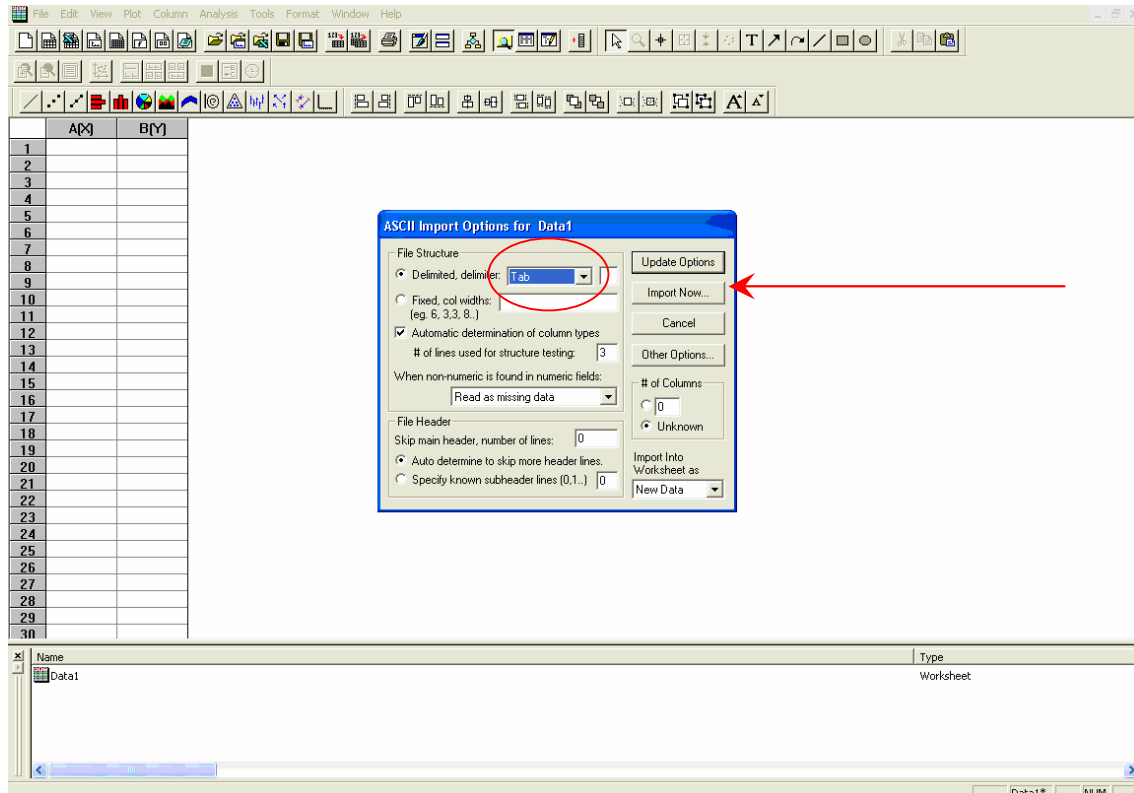 File Edit View Plot Column Analysis Tools Format Window Help
A(X) B(Y)
1
2
3
4
5
6
7
8
9
10
11
12
13
14
15
16
17
18
19
20
21
22
23
24
25
26
27
28
29
30
ASCII Import Options for Data1
File Structure
Delimited, delimiter: Tab
Fixed, col widths:
(eg. 6, 3,3, 8..)
Automatic determination of column types
# of lines used for structure testing: 3
When non-numeric is found in numeric fields:
Read as missing data
File Header
Skip main header, number of lines: 0
Auto determine to skip more header lines.
Specify known subheader lines (0,1..) 0
Update Options
Import Now...
Cancel
Other Options...
# of Columns
0
Unknown
Import Into
Worksheet as
New Data
Name Type
Data1 Worksheet
Data1* NUM